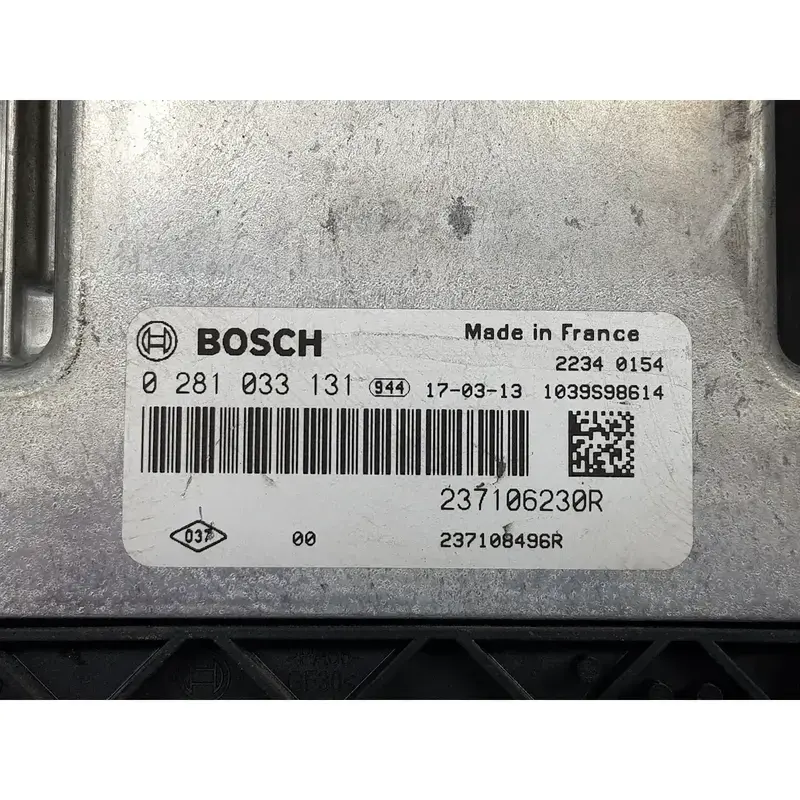 BOSCH
Made in France
2234 0154
0 281 033 131 944 17-03-13 1039S98614
237106230R
037 00 237108496R